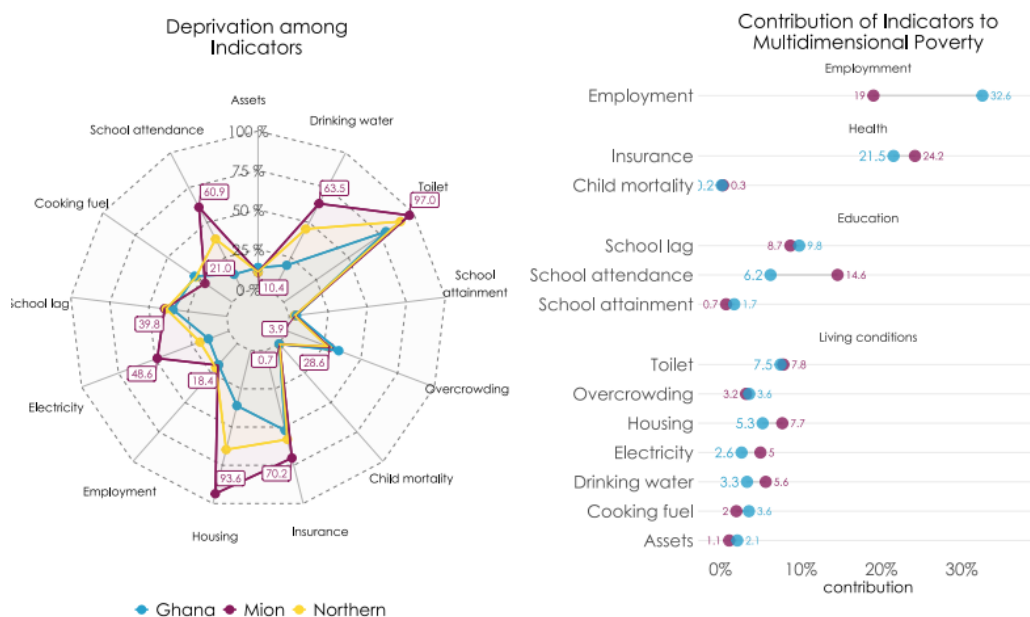 Deprivation among
Indicators
Assets
School attendance
Drinking water
100-%
75 %
50-%
25 %
0-%
60.9
63.5
Toilet
97.0
Cooking fuel
21.0
10.4
School
attainment
School lag
39.8
3.9
0.7
28.6
48.6
18.4
Overcrowding
Electricity
Employment
93.6
70.2
Child mortality
Housing
Insurance
Ghana
Mion
Northern
Contribution of Indicators to
Multidimensional Poverty
Employmment
Employment
19
32.6
Health
Insurance
21.5
24.2
Child mortality
0.2
0.3
Education
School lag
8.7
9.8
School attendance
6.2
14.6
School attainment
0.7
1.7
Living conditions
Toilet
7.5
7.8
Overcrowding
3.2
3.6
Housing
5.3
7.7
Electricity
2.6
5
Drinking water
3.3
5.6
Cooking fuel
2
3.6
Assets
1.1
2.1
0%
10%
20%
30%
contribution